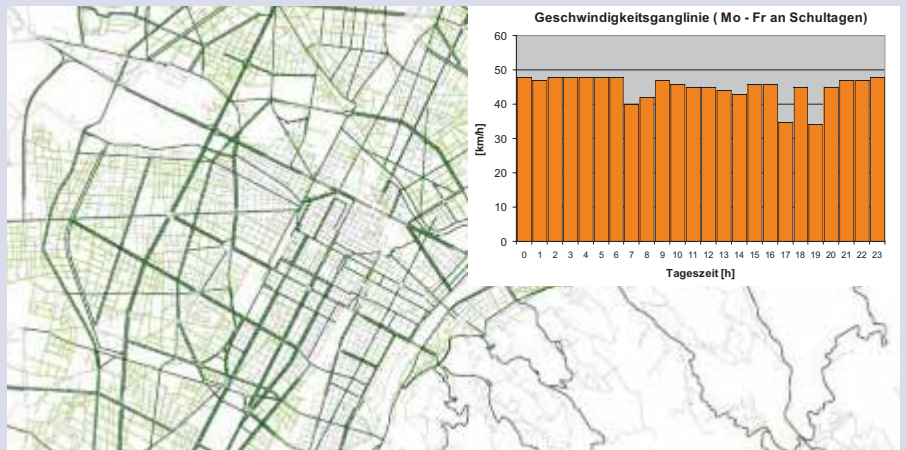 Geschwindigkeitsganglinie ( Mo - Fr an Schultagen)
60
50
40
30
20
10
0
[km/h]
0 1 2 3 4 5 6 7 8 9 10 11 12 13 14 15 16 17 18 19 20 21 22 23
Tageszeit [h]